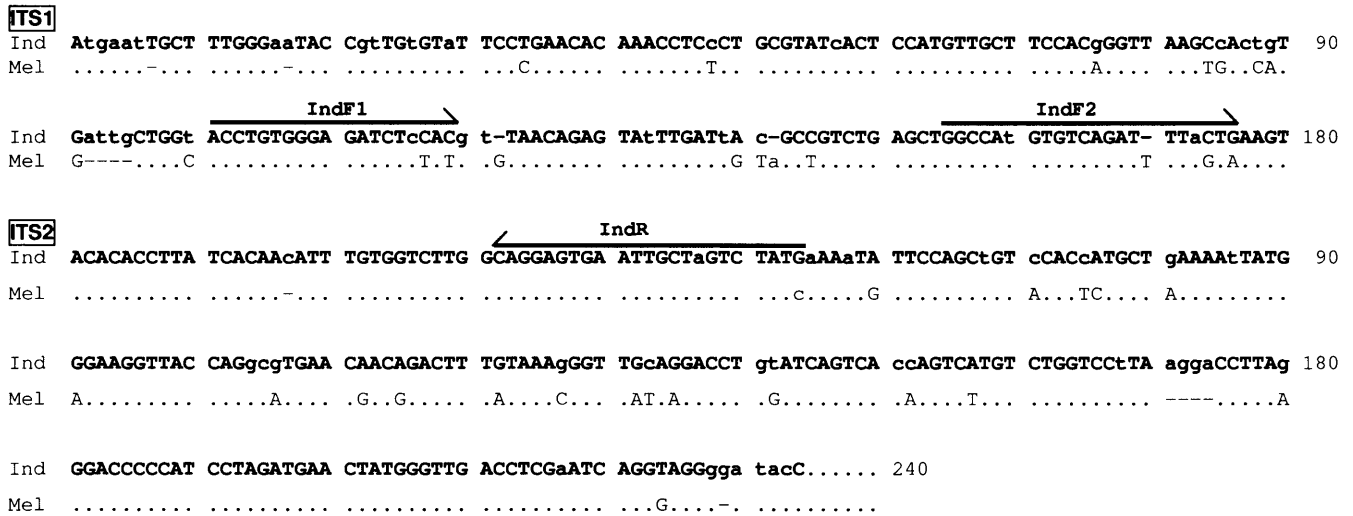 ITS1
Ind AtgaatTGCT TTGGGaaTAC CgtTGtGTaT TCCTGAACAC AAACCTCcCT GCGTATcACT CCATGTTGCT TCCACgGGTT AAGCcActgT 90
Mel ......-... ......-... .......... ...C...... .......T.. .......... .......... .....A.... ....TG..CA.
IndF1 IndF2
Ind GattgCTGGt ACCTGTGGGA GATCTCcCACg t-TAACAGAG TAtTTGATtA c-GCCGTCTG AGCTGGCCAt GTGTCAGAT- TTaCTGAAGT 180
Mel G----....C .......... .......T.T. .G........ .........G Ta..T..... .......... .........T ...G.A....
ITS2
IndR
Ind ACACACCTTA TCACAAcATT TGTGGTCTTGG GCAGGAGTGA ATTGCTaGTC TATGaAAaTA TTCCAGCtGT cCACcATGCT gAAAAtTATG 90
Mel .......... ......-... .......... .......... .......... ....c....G .......... A...TC.... A.........
Ind GGAAGGTTAC CAGgcgTGAA CAACAGACTT TGTAAAgGGT TGcAGGACCT gtATCAGTCA ccAGTCATGT CTGGTCCtTA aggaCCTTAg 180
Mel A......... ......A... .G..G..... .A....C... .AT.A..... ..G....... .A....T... .......... ----.....A
Ind GGACCCCCAT CCTAGATGAA CTATGGGTTG ACCTCGaATC AGGTAGGgga tacC...... 240
Mel .......... .......... .......... .......... ...G....-. ..........